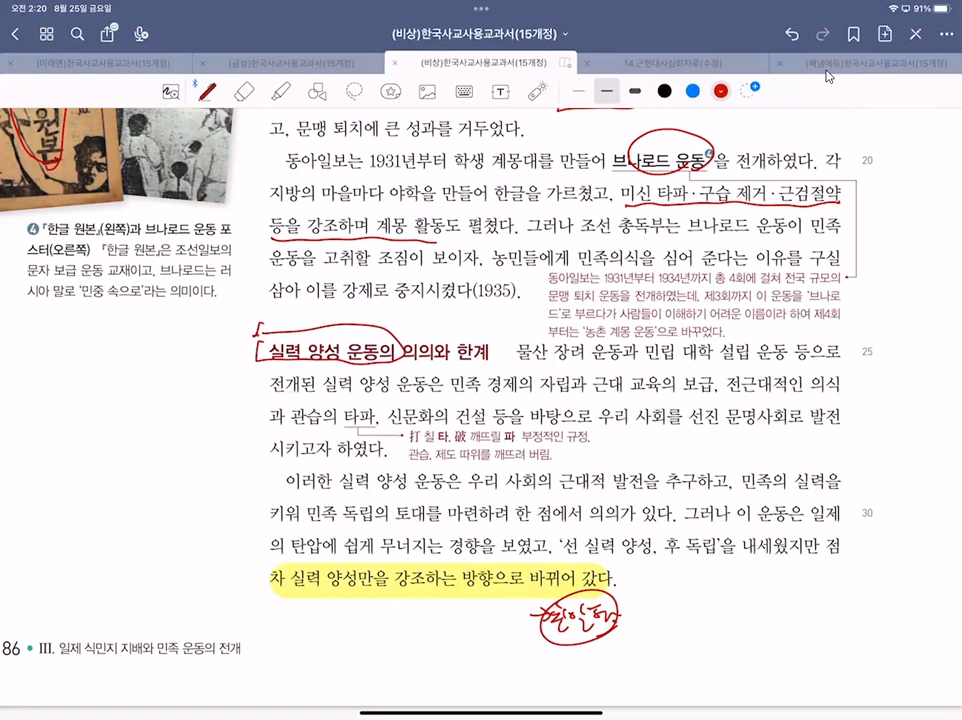 오전 2:20 8월 25일 금요일
91%
(비상)한국사교사용교과서(15개정)
(미래엔)한국사교사용교과서(15개정)
(금성)한국사교사용교과서(15개정)
(비상)한국사교사용교과서(15개정)
14.근현대사심화자료(수정)
(해냄에듀)한국사교사용교과서(15개정)
고, 문맹 퇴치에 큰 성과를 거두었다.
동아일보는 1931년부터 학생 계몽대를 만들어 브나로드 운동④을 전개하였다. 각
20
지방의 마을마다 야학을 만들어 한글을 가르쳤고, 미신 타파·구습 제거·근검절약
등을 강조하며 계몽 활동도 펼쳤다. 그러나 조선 총독부는 브나로드 운동이 민족
운동을 고취할 조짐이 보이자, 농민들에게 민족의식을 심어 준다는 이유를 구실
삼아 이를 강제로 중지시켰다(1935).
동아일보는 1931년부터 1934년까지 총 4회에 걸쳐 전국 규모의
문맹 퇴치 운동을 전개하였는데, 제3회까지 이 운동을 '브나로
드'로 부르다가 사람들이 이해하기 어려운 이름이라 하여 제4회
부터는 '농촌 계몽 운동'으로 바꾸었다.
원본
④ 『한글 원본』(왼쪽)과 브나로드 운동 포
스터(오른쪽) 『한글 원본』은 조선일보의
문자 보급 운동 교재이고, 브나로드는 러
시아 말로 '민중 속으로'라는 의미이다.
실력 양성 운동의 의의와 한계 물산 장려 운동과 민립 대학 설립 운동 등으로
25
전개된 실력 양성 운동은 민족 경제의 자립과 근대 교육의 보급, 전근대적인 의식
과 관습의 타파, 신문화의 건설 등을 바탕으로 우리 사회를 선진 문명사회로 발전
시키고자 하였다.
打 칠 타, 破 깨뜨릴 파 부정적인 규정,
관습, 제도 따위를 깨뜨려 버림.
이러한 실력 양성 운동은 우리 사회의 근대적 발전을 추구하고, 민족의 실력을
키워 민족 독립의 토대를 마련하려 한 점에서 의의가 있다. 그러나 이 운동은 일제
30
의 탄압에 쉽게 무너지는 경향을 보였고, '선 실력 양성, 후 독립'을 내세웠지만 점
차 실력 양성만을 강조하는 방향으로 바뀌어 갔다.
86 • III. 일제 식민지 지배와 민족 운동의 전개